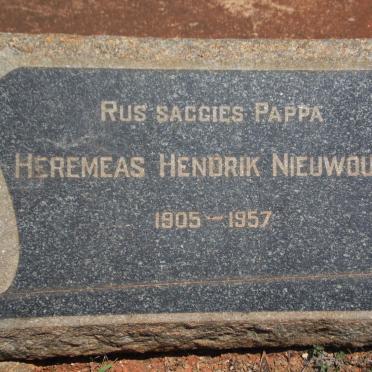 RUS SAGGIES PAPPA
HEREMEAS HENDRIK NIEUWOU
1905 — 1957